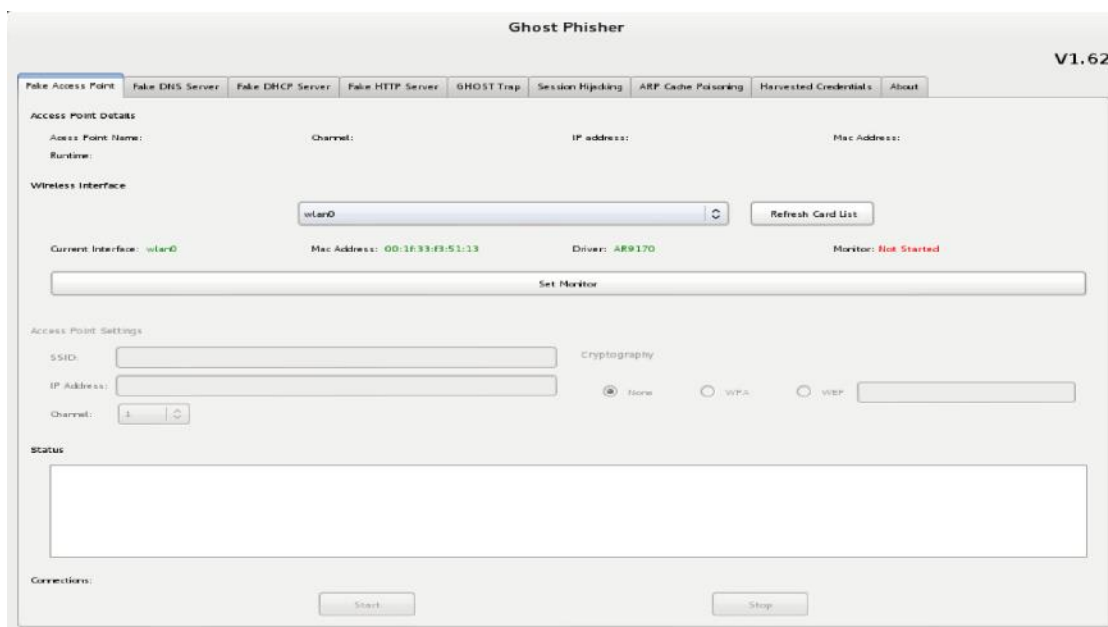 Ghost Phisher
V1.62
Fake Access Point Fake DNS Server Fake DHCP Server Fake HTTP Server GHOST Trap Session Hijacking ARP Cache Poisoning Harvested Credentials About
Access Point Details
Acess Point Name: Channel: IP address: Mac Address:
Runtime:
Wireless Interface
wlan0 Refresh Card List
Current Interface: wlan0 Mac Address: 00:1f:33:f3:51:13 Driver: AR9170 Monitor: Not Started
Set Monitor
Access Point Settings
SSID: Cryptography
IP Address: None WPA WEP
Channel: 1
Status
Connections:
Start Stop